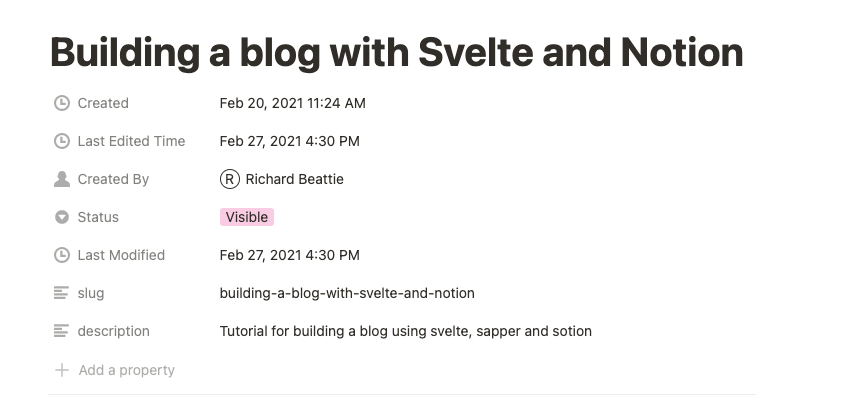 Building a blog with Svelte and Notion
Created Feb 20, 2021 11:24 AM
Last Edited Time Feb 27, 2021 4:30 PM
Created By R Richard Beattie
Status Visible
Last Modified Feb 27, 2021 4:30 PM
slug building-a-blog-with-svelte-and-notion
description Tutorial for building a blog using svelte, sapper and sotion
Add a property